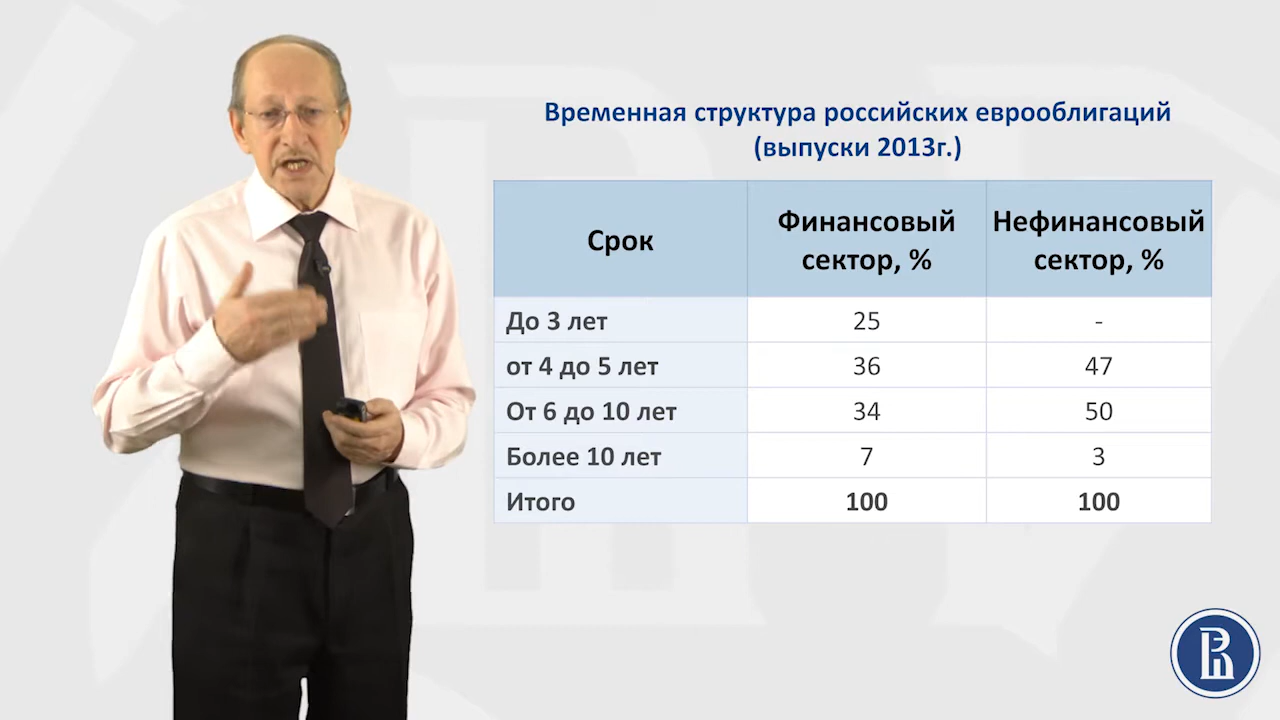 Временная структура российских еврооблигаций
(выпуски 2013г.)
Срок Финансовый сектор, % Нефинансовый сектор, %
До 3 лет 25 -
от 4 до 5 лет 36 47
От 6 до 10 лет 34 50
Более 10 лет 7 3
Итого 100 100